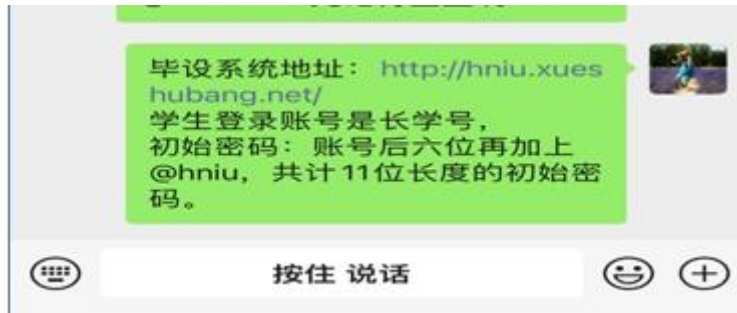 毕设系统地址：http://hniu.xues
hubang.net/
学生登录账号是长学号，
初始密码：账号后六位再加上
@hniu，共计11位长度的初始密
码。
按住 说话